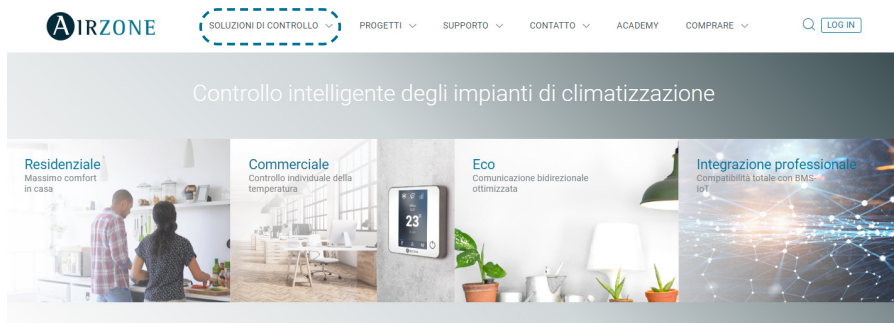 AIRZONE
SOLUZIONI DI CONTROLLO
PROGETTI
SUPPORTO
CONTATTO
ACADEMY
COMPRARE
LOG IN
Controllo intelligente degli impianti di climatizzazione
Residenziale
Massimo comfort
in casa
Commerciale
Controllo individuale della
temperatura
23
Eco
Comunicazione bidirezionale
ottimizzata
Integrazione professionale
Compatibilità totale con BMS-
IoT